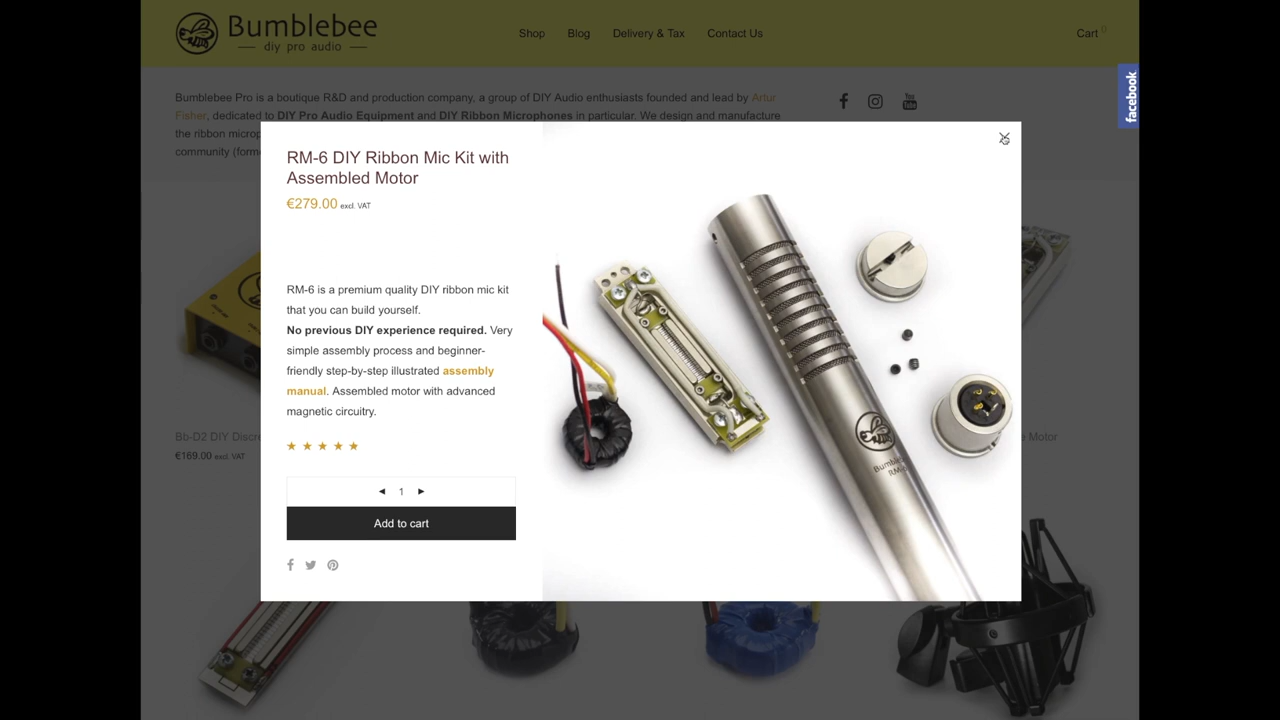 Bumblebee
diy pro audio
Shop Blog Delivery & Tax Contact Us
Cart
facebook
Bumblebee Pro is a boutique R&D and production company, a group of DIY Audio enthusiasts founded and lead by Artur
Fisher, dedicated to DIY Pro Audio Equipment and DIY Ribbon Microphones in particular. We design and manufacture
the ribbon
community
You Tube
RM-6 DIY Ribbon Mic Kit with
Assembled Motor
€279.00 excl. VAT
RM-6 is a premium quality DIY ribbon mic kit
that you can build yourself.
No previous DIY experience required. Very
simple assembly process and beginner-
friendly step-by-step illustrated assembly
manual. Assembled motor with advanced
magnetic circuitry.
1
Add to cart
Bb-D2 DIY
€169.00 excl. VAT
Motor